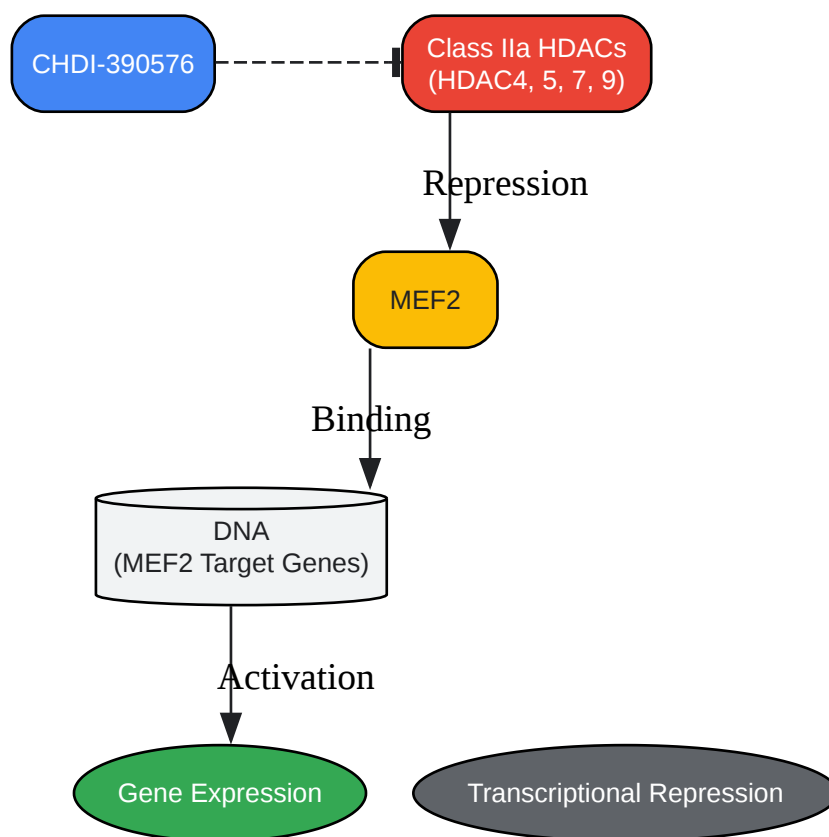 CHDI-390576
Class IIa HDACs
(HDAC4, 5, 7, 9)
Repression
MEF2
Binding
DNA
(MEF2 Target Genes)
Activation
Gene Expression
Transcriptional Repression